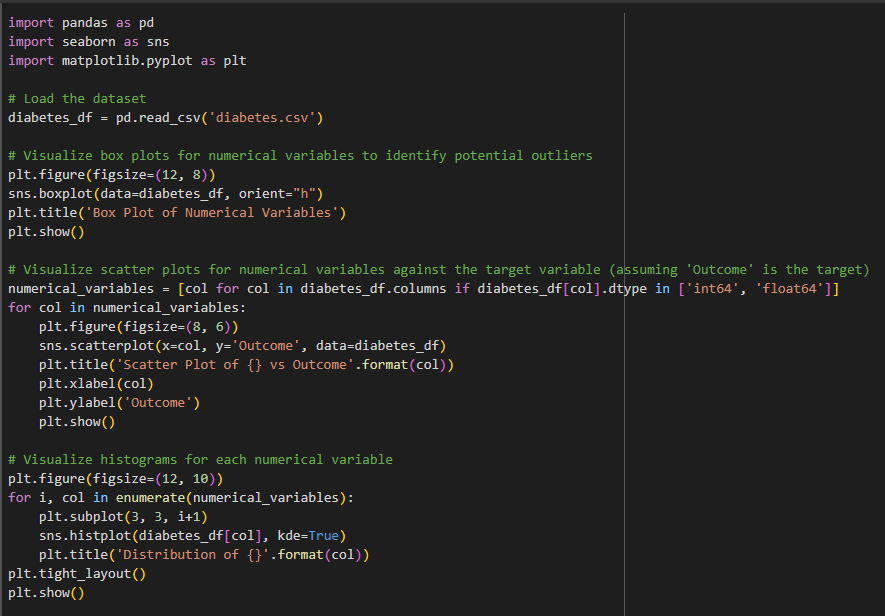 import pandas as pd
import seaborn as sns
import matplotlib.pyplot as plt

# Load the dataset
diabetes_df = pd.read_csv('diabetes.csv')

# Visualize box plots for numerical variables to identify potential outliers
plt.figure(figsize=(12, 8))
sns.boxplot(data=diabetes_df, orient="h")
plt.title('Box Plot of Numerical Variables')
plt.show()

# Visualize scatter plots for numerical variables against the target variable (assuming 'Outcome' is the target)
numerical_variables = [col for col in diabetes_df.columns if diabetes_df[col].dtype in ['int64', 'float64']]
for col in numerical_variables:
    plt.figure(figsize=(8, 6))
    sns.scatterplot(x=col, y='Outcome', data=diabetes_df)
    plt.title('Scatter Plot of {} vs Outcome'.format(col))
    plt.xlabel(col)
    plt.ylabel('Outcome')
    plt.show()

# Visualize histograms for each numerical variable
plt.figure(figsize=(12, 10))
for i, col in enumerate(numerical_variables):
    plt.subplot(3, 3, i+1)
    sns.histplot(diabetes_df[col], kde=True)
    plt.title('Distribution of {}'.format(col))
plt.tight_layout()
plt.show()